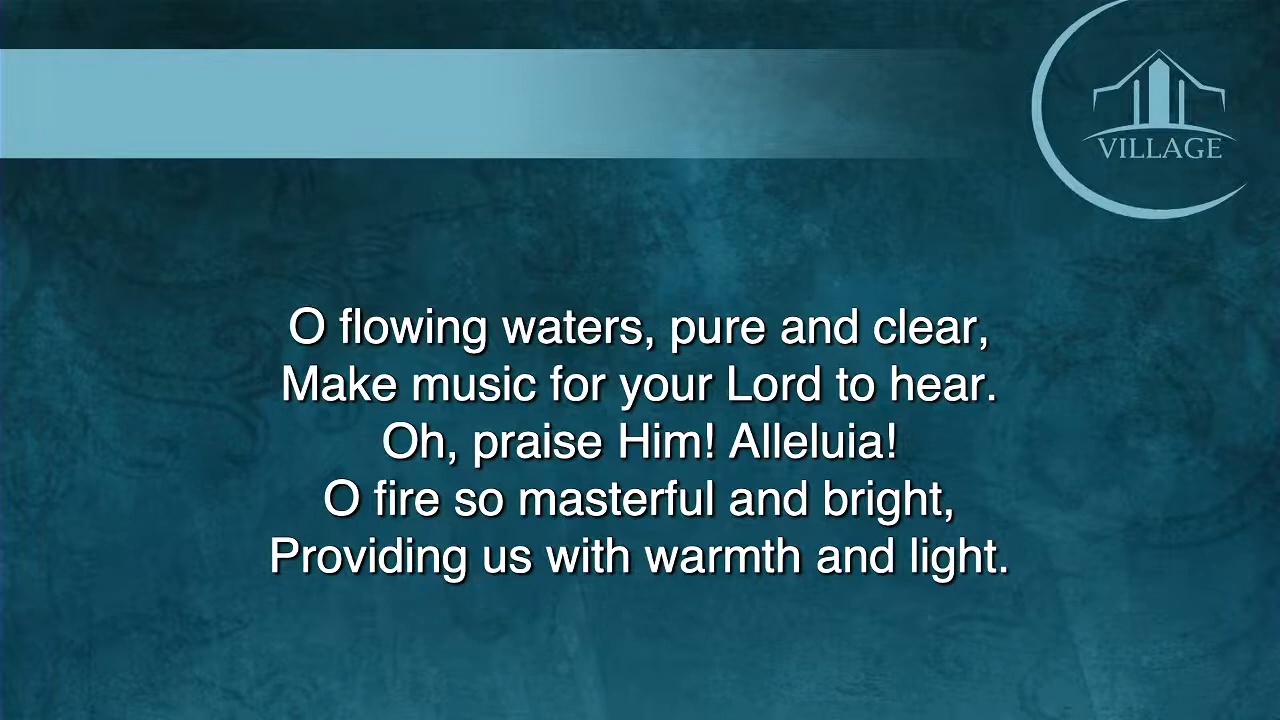 VILLAGE
O flowing waters, pure and clear,
Make music for your Lord to hear.
Oh, praise Him! Alleluia!
O fire so masterful and bright,
Providing us with warmth and light.